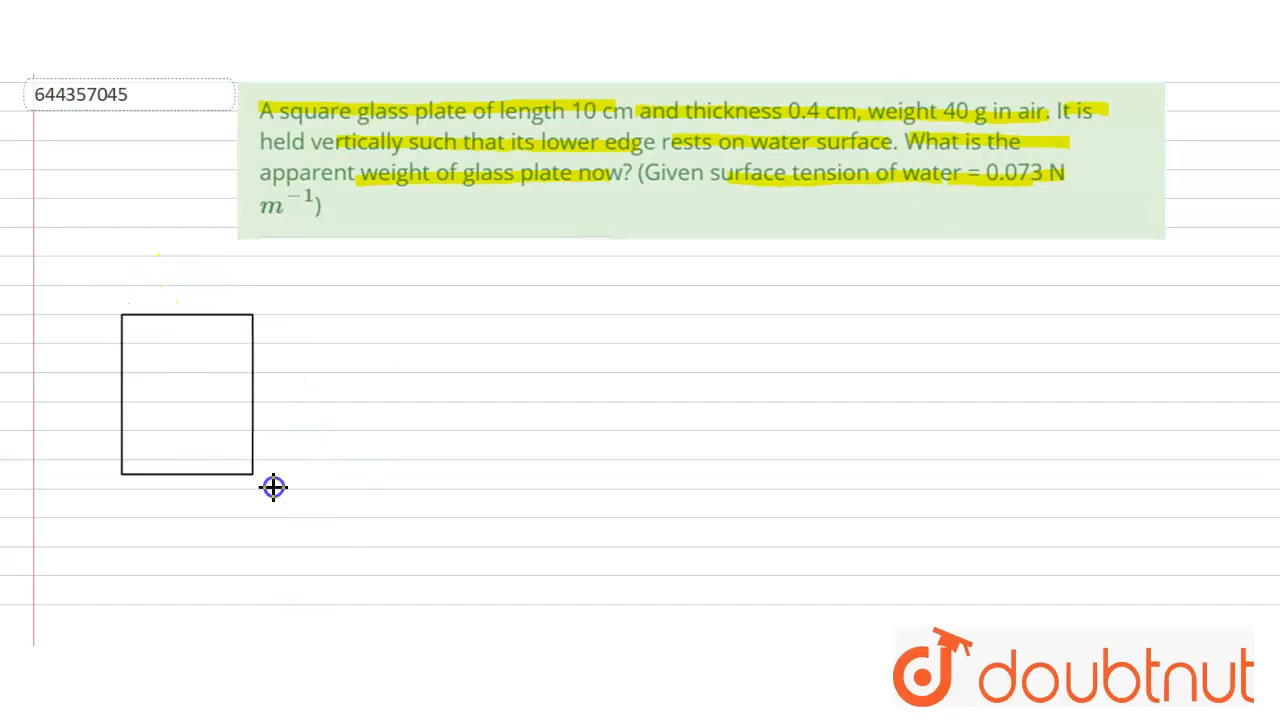 644357045
A square glass plate of length 10 cm and thickness 0.4 cm, weight 40 g in air. It is
held vertically such that its lower edge rests on water surface. What is the
apparent weight of glass plate now? (Given surface tension of water = 0.073 N
m⁻¹)
doubtnut